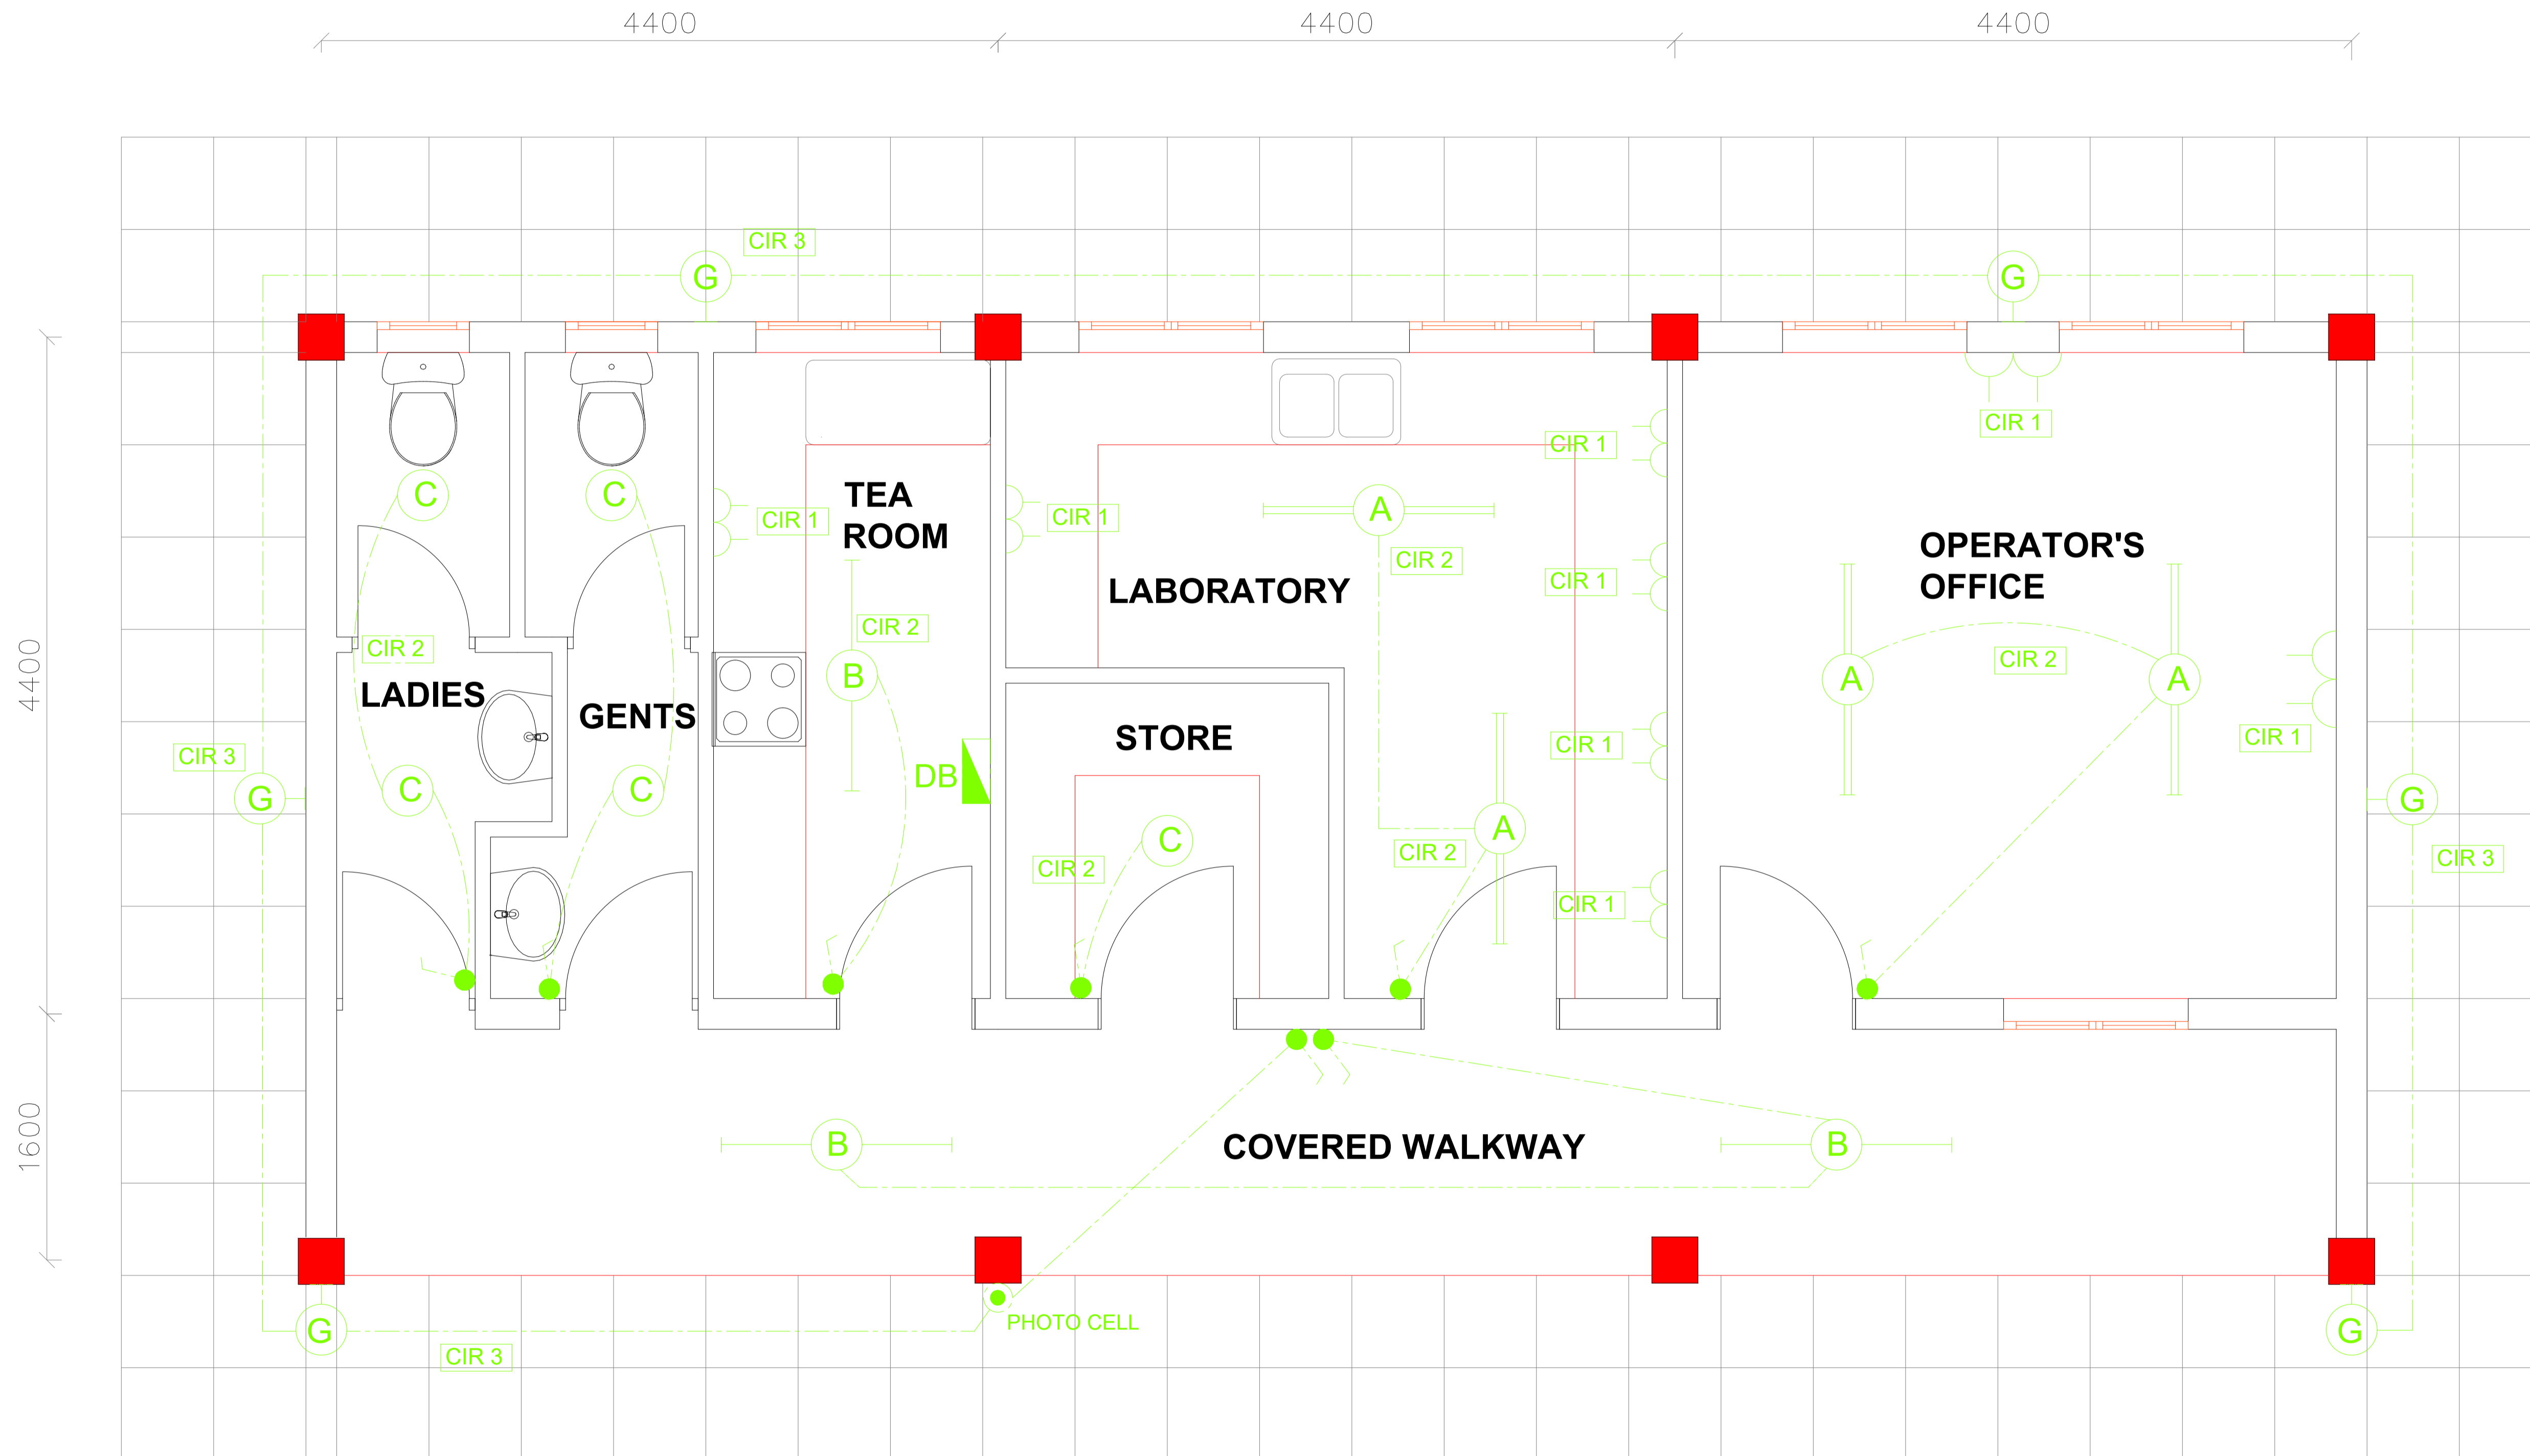 4400
4400
4400
CIR 3
G
G
CIR 1
CIR 1
C
C
TEA
ROOM
CIR 1
CIR 1
A
CIR 2
OPERATOR'S
OFFICE
LABORATORY
CIR 1
CIR 2
CIR 2
CIR 2
4400
LADIES
GENTS
B
A
A
STORE
CIR 1
CIR 1
CIR 3
DB
G
C
C
G
C
A
CIR 2
CIR 2
CIR 3
CIR 1
1600
B
COVERED WALKWAY
B
G
PHOTO CELL
G
CIR 3